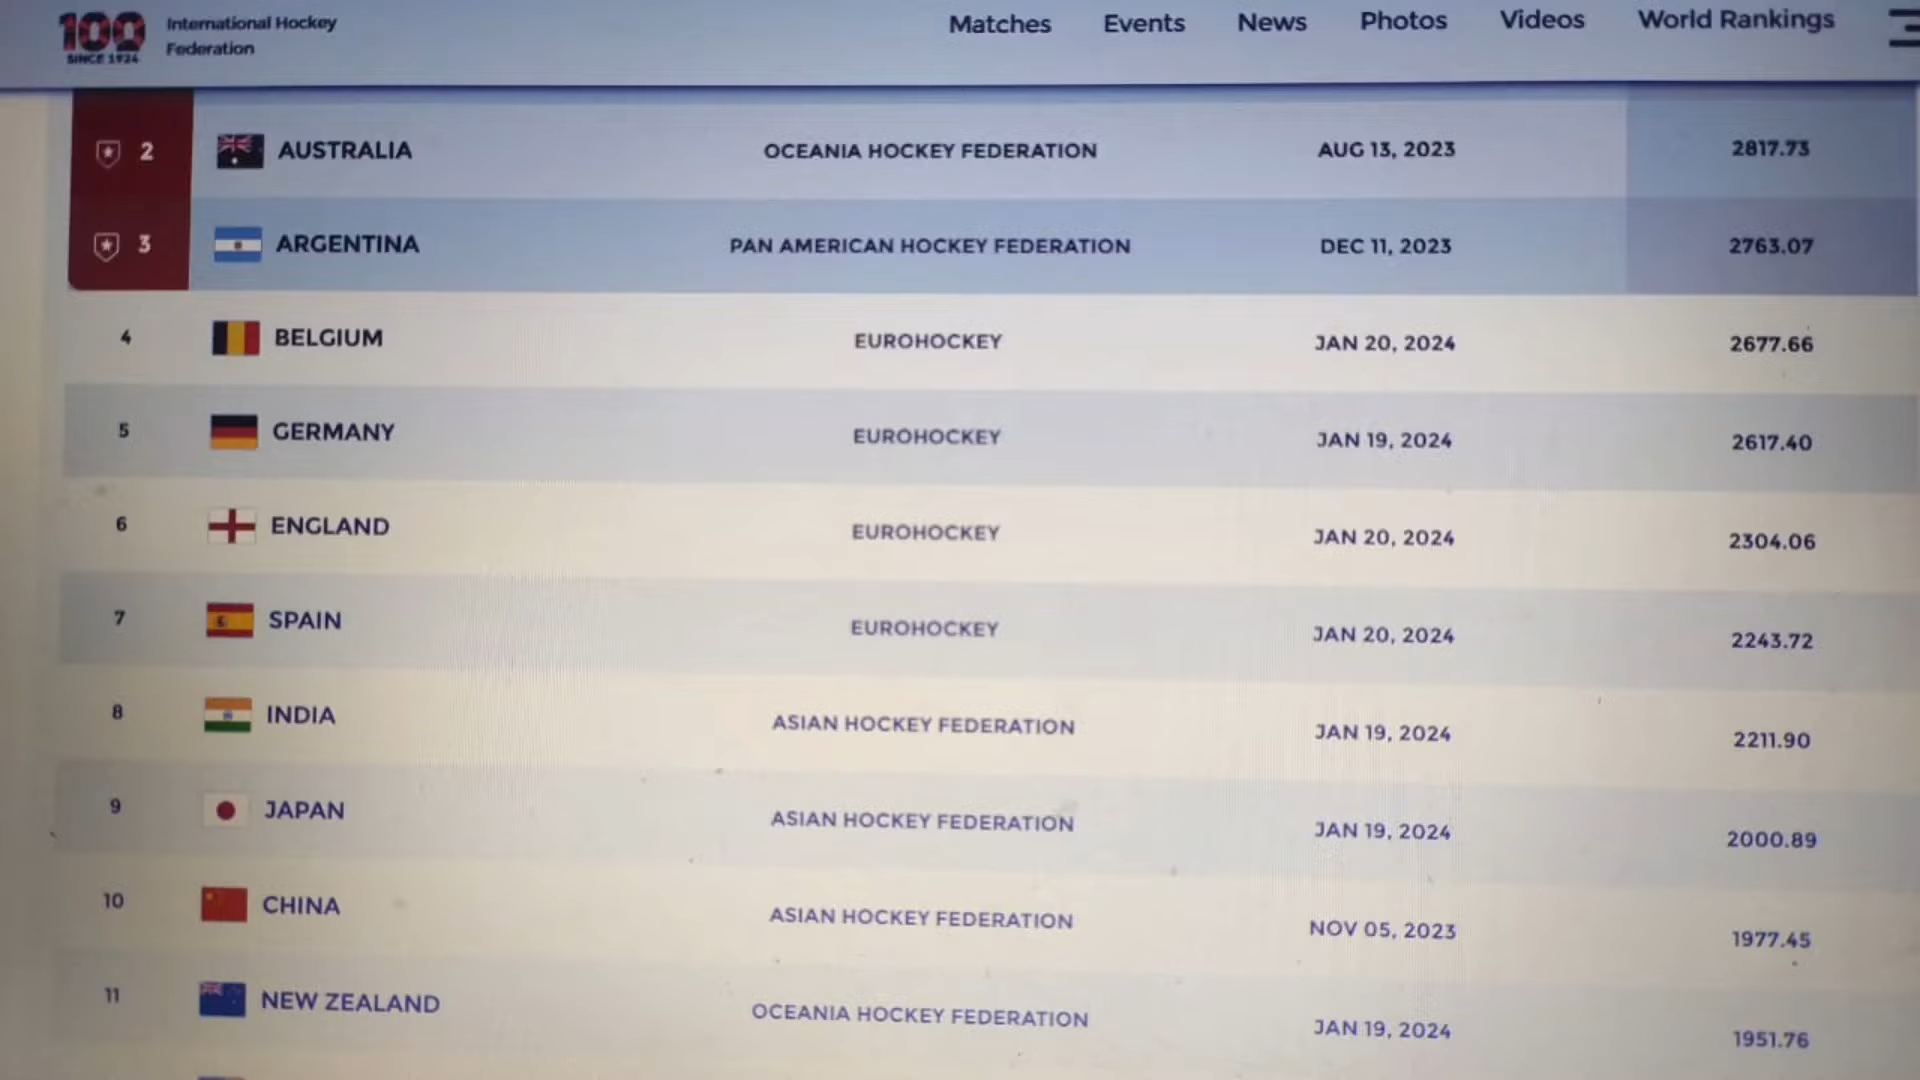 100
SINCE 1924
International Hockey
Federation
Matches Events News Photos Videos World Rankings
2 AUSTRALIA OCEANIA HOCKEY FEDERATION AUG 13, 2023 2817.73
3 ARGENTINA PAN AMERICAN HOCKEY FEDERATION DEC 11, 2023 2763.07
4 BELGIUM EUROHOCKEY JAN 20, 2024 2677.66
5 GERMANY EUROHOCKEY JAN 19, 2024 2617.40
6 ENGLAND EUROHOCKEY JAN 20, 2024 2304.06
7 SPAIN EUROHOCKEY JAN 20, 2024 2243.72
8 INDIA ASIAN HOCKEY FEDERATION JAN 19, 2024 2211.90
9 JAPAN ASIAN HOCKEY FEDERATION JAN 19, 2024 2000.89
10 CHINA ASIAN HOCKEY FEDERATION NOV 05, 2023 1977.45
11 NEW ZEALAND OCEANIA HOCKEY FEDERATION JAN 19, 2024 1951.76